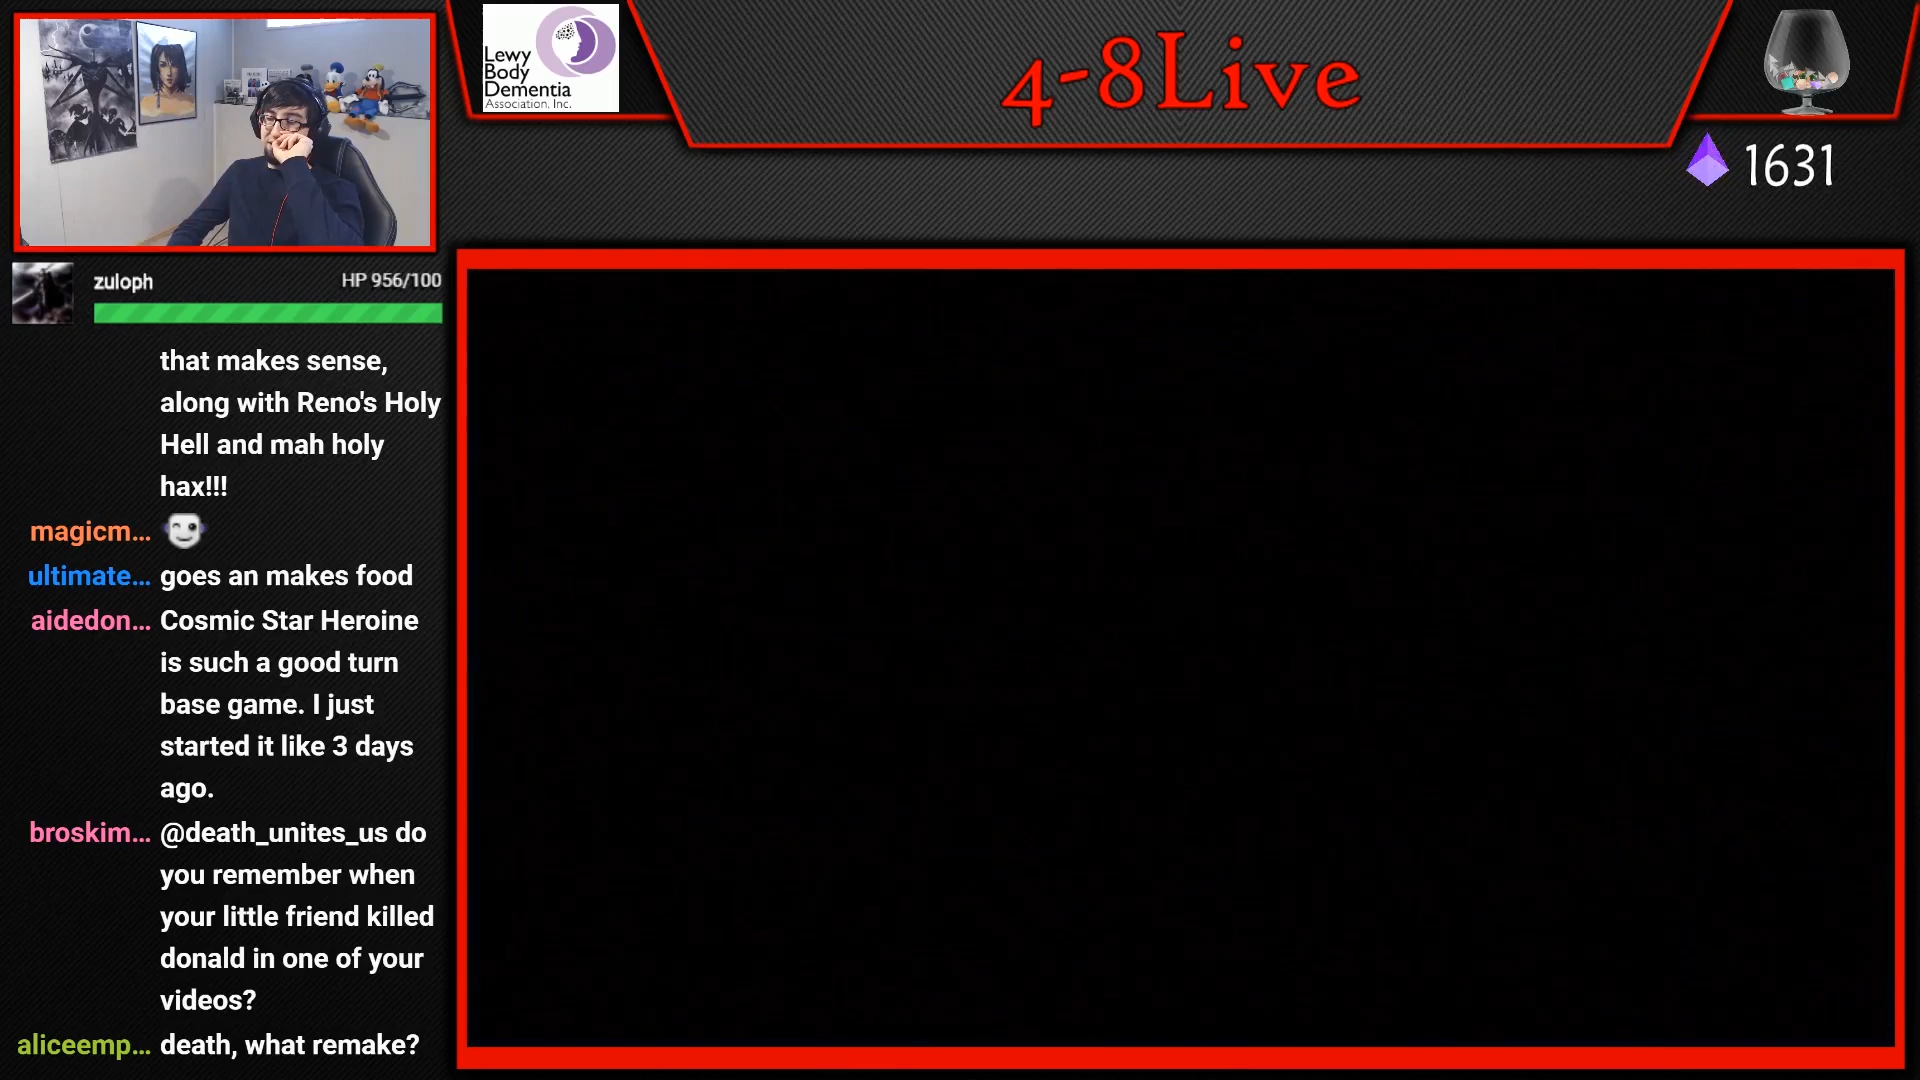 Lewy
Body
Dementia
Association, Inc.
4-8Live
1631
zuloph
HP 956/100
that makes sense,
along with Reno's Holy
Hell and mah holy
hax!!!
magicm...
ultimate... goes an makes food
aidedon... Cosmic Star Heroine
is such a good turn
base game. I just
started it like 3 days
ago.
broskim... @death_unites_us do
you remember when
your little friend killed
donald in one of your
videos?
aliceemp... death, what remake?